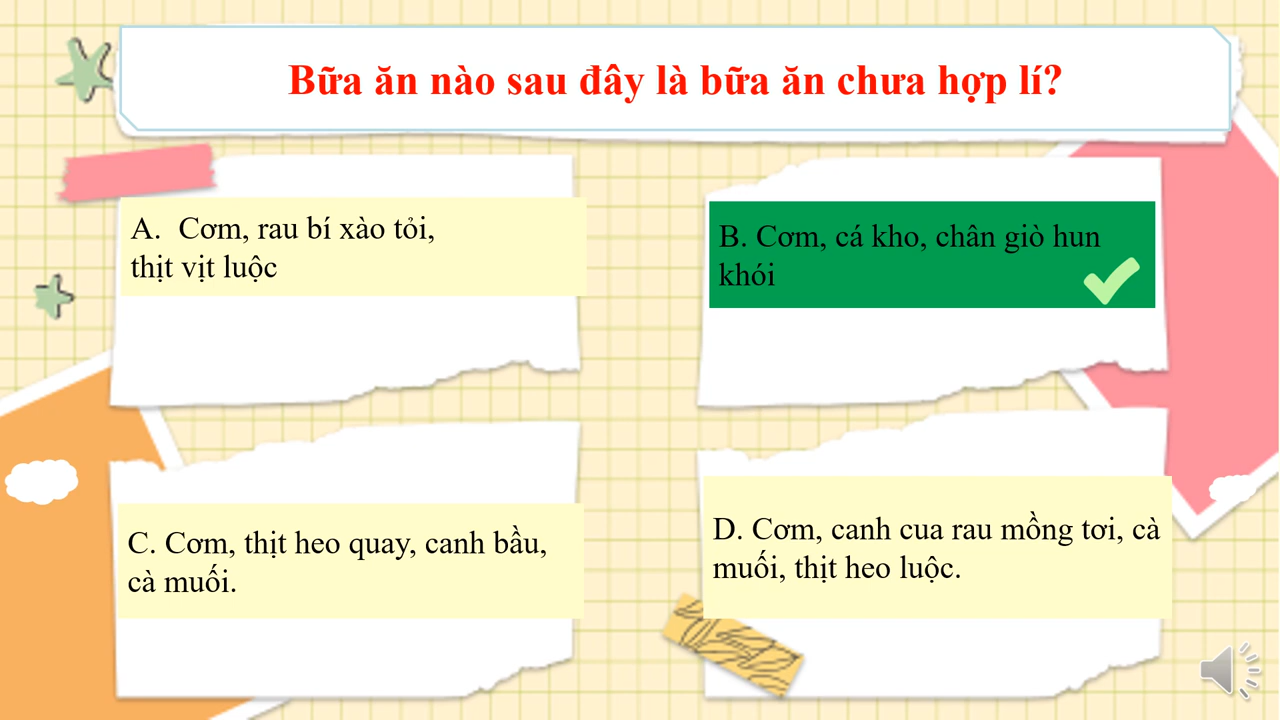 Bữa ăn nào sau đây là bữa ăn chưa hợp lí?
A. Cơm, rau bí xào tỏi,
thịt vịt luộc
B. Cơm, cá kho, chân giò hun
khói
C. Cơm, thịt heo quay, canh bầu,
cà muối.
D. Cơm, canh cua rau mồng tơi, cà
muối, thịt heo luộc.